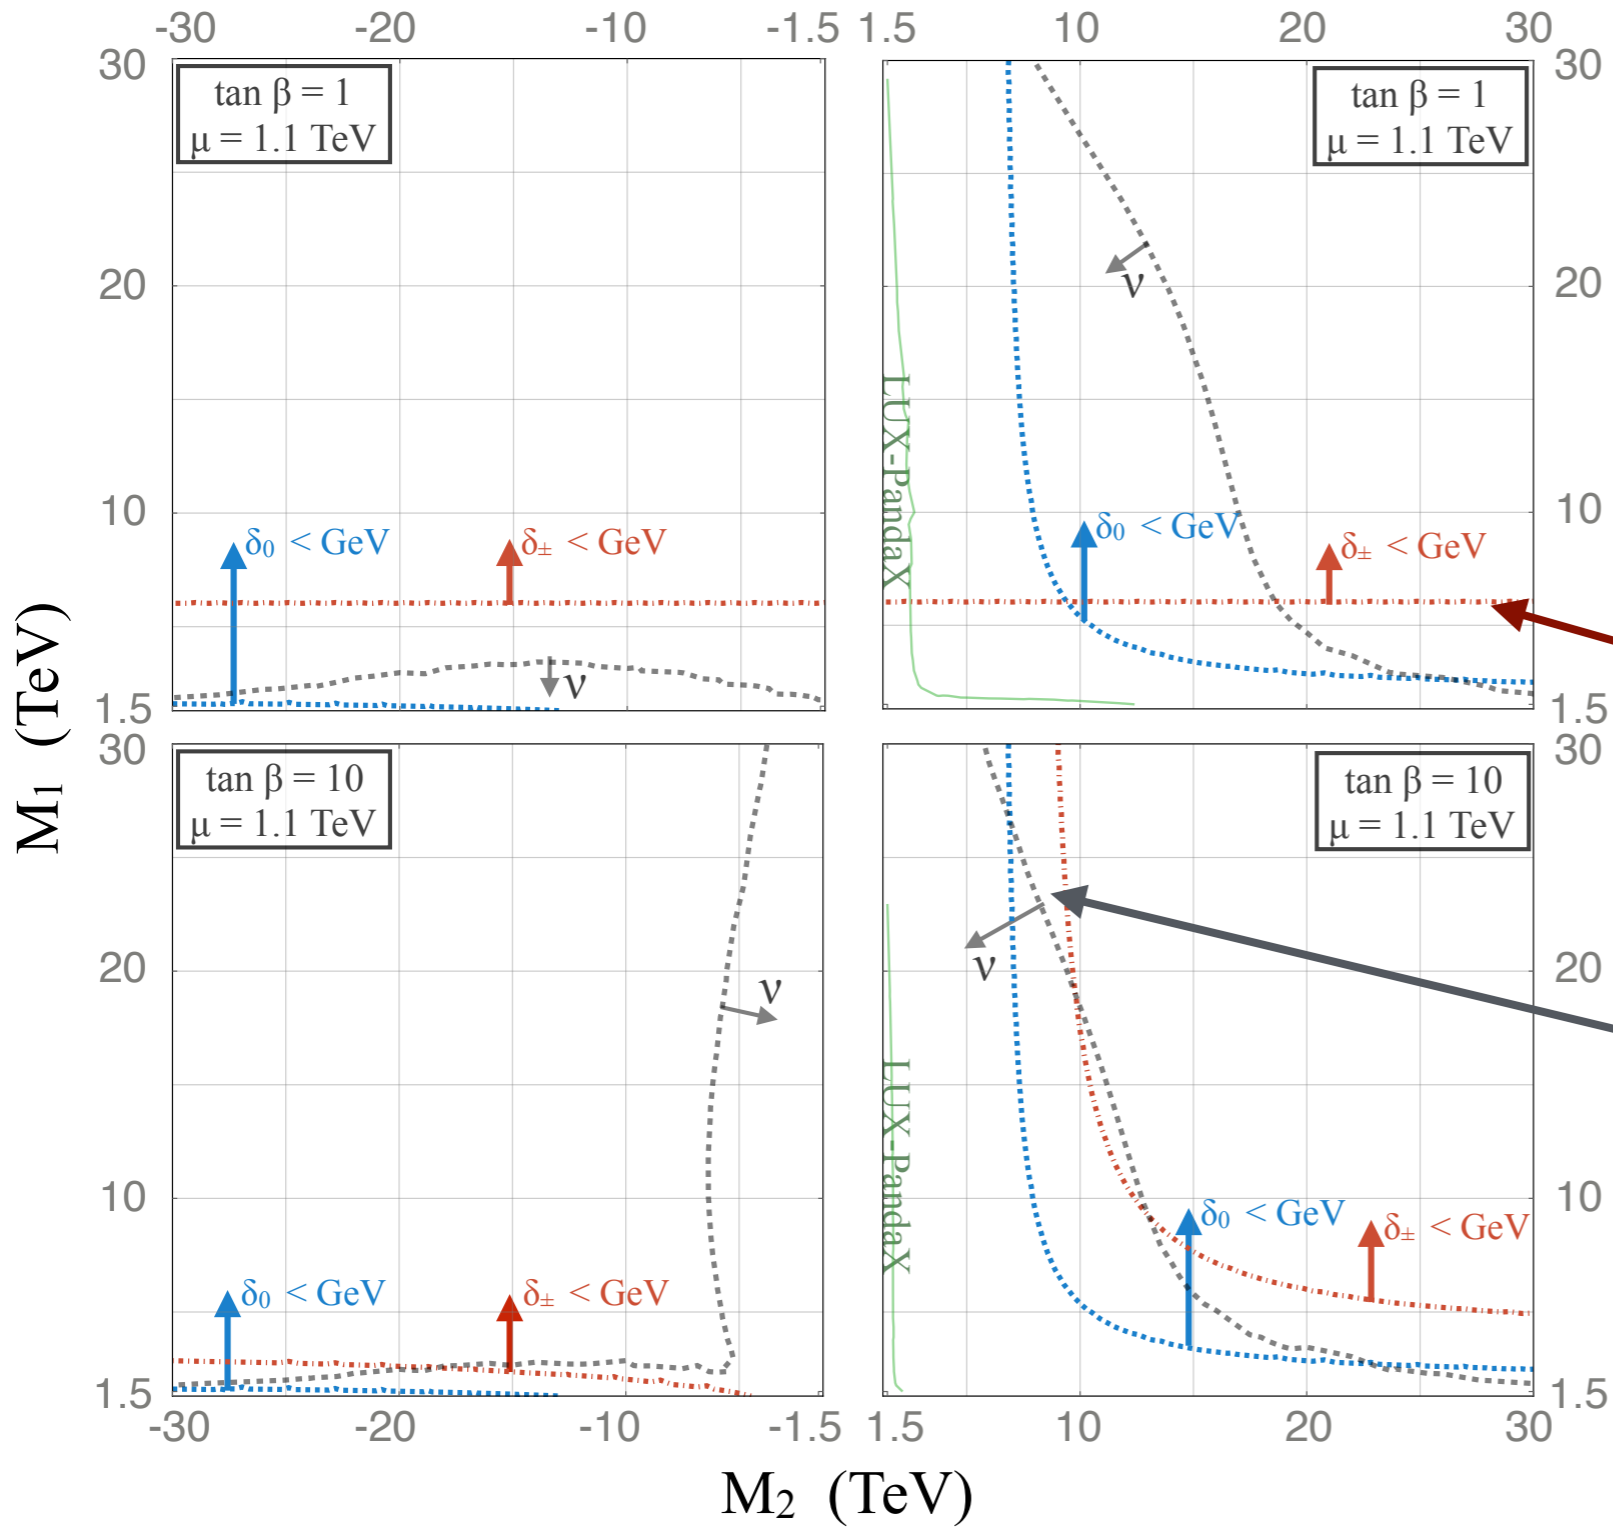 -30 -20 -10 -1.5 1.5 10 20 30
30 30
tan β = 1
μ = 1.1 TeV
tan β = 1
μ = 1.1 TeV
20 20
ν
LUX-PandaX
10 10
δ₀ < GeV
δ± < GeV
δ₀ < GeV
δ± < GeV
ν
1.5 1.5
M₁ (TeV)
30 30
tan β = 10
μ = 1.1 TeV
tan β = 10
μ = 1.1 TeV
20 20
ν
ν
LUX-PandaX
10 10
δ₀ < GeV
δ± < GeV
δ₀ < GeV
δ± < GeV
1.5 1.5
-30 -20 -10 -1.5 1.5 10 20 30
M₂ (TeV)